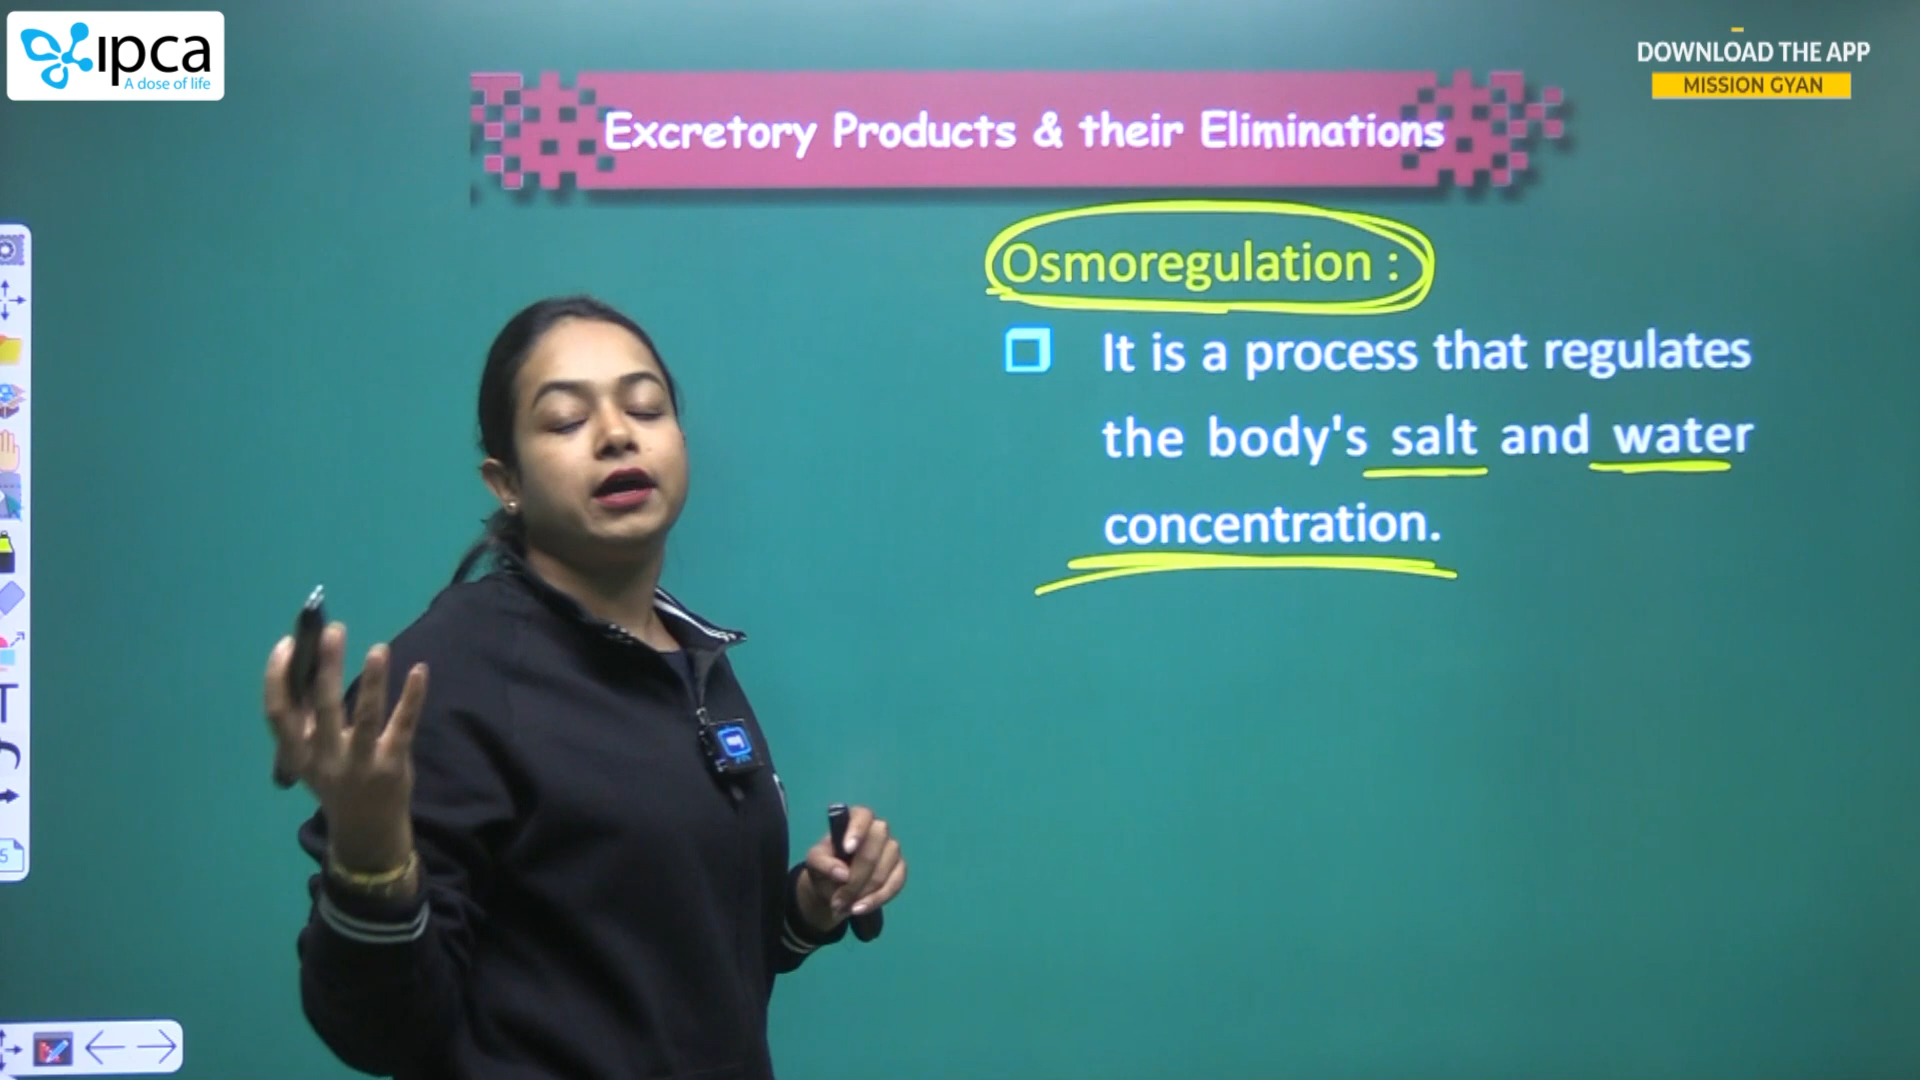 ipca
A dose of life
DOWNLOAD THE APP
MISSION GYAN
Excretory Products & their Eliminations
Osmoregulation :
It is a process that regulates
the body's salt and water
concentration.
T
5